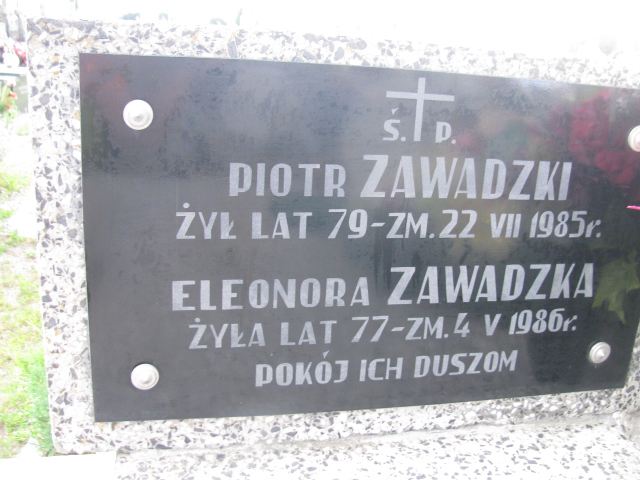 Ś. P.
PIOTR ZAWADZKI
ŻYŁ LAT 79-ZM. 22 VII 1985r.
ELEONORA ZAWADZKA
ŻYŁA LAT 77-ZM. 4 V 1986r.
POKÓJ ICH DUSZOM